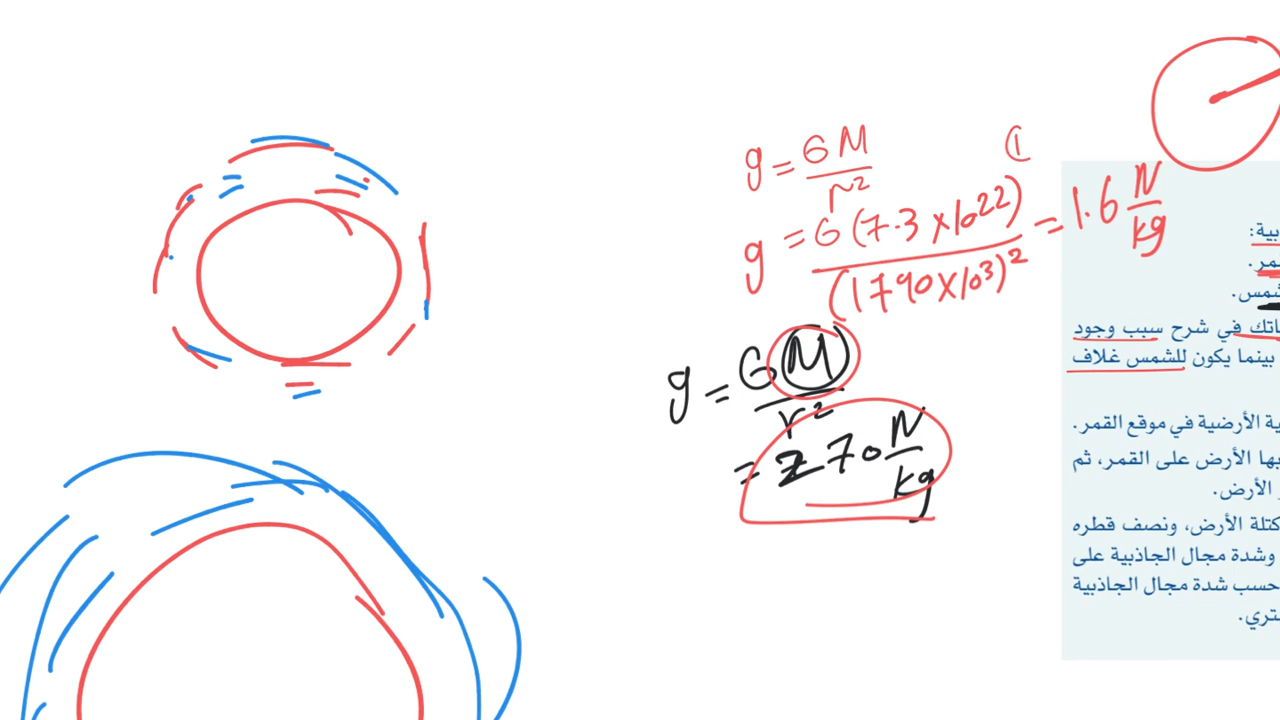 g = GM / r²
①
g = G (7.3 × 10²²) / (1790 × 10³)² = 1.6 N/kg
g = GM / r²
= 270 N/kg
بية:
مر.
شمس.
اتك في شرح سبب وجود
بينما يكون للشمس غلاف
ية الأرضية في موقع القمر.
بها الأرض على القمر، ثم
الأرض.
كتلة الأرض، ونصف قطره
وشدة مجال الجاذبية على
حسب شدة مجال الجاذبية
تري.